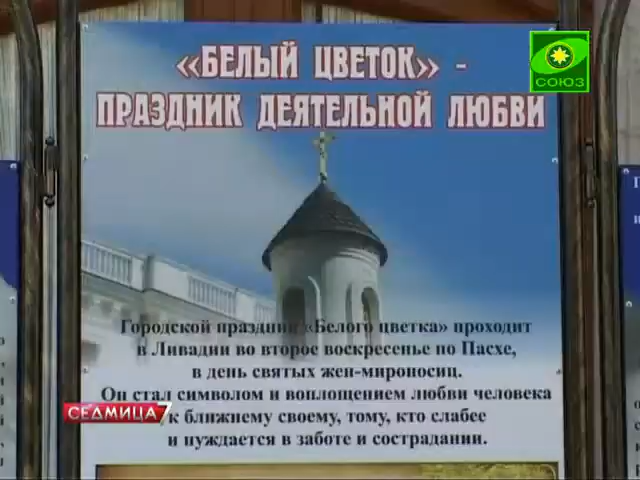 СОЮЗ
«БЕЛЫЙ ЦВЕТОК» -
ПРАЗДНИК ДЕЯТЕЛЬНОЙ ЛЮБВИ
Городской праздник «Белого цветка» проходит
в Ливадии во второе воскресенье по Пасхе,
в день святых жен-мироносиц.
Он стал символом и воплощением любви человека
к ближнему своему, тому, кто слабее
и нуждается в заботе и сострадании.
СЕДМИЦА 7